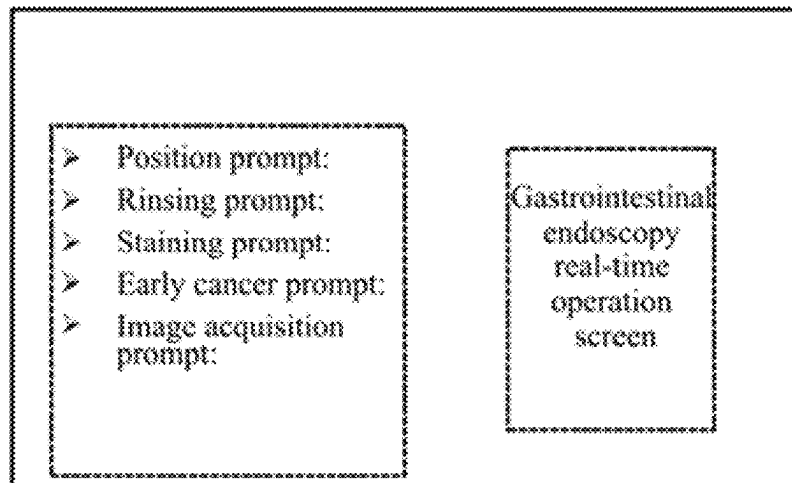 ➢ Position prompt:
➢ Rinsing prompt:
➢ Staining prompt:
➢ Early cancer prompt:
➢ Image acquisition
prompt:
Gastrointestinal
endoscopy
real-time
operation
screen